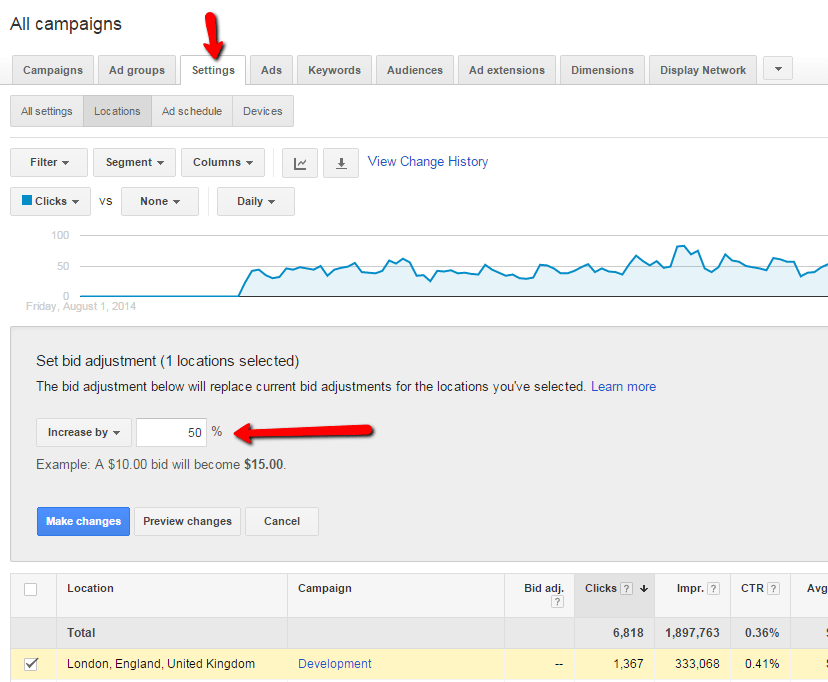 All campaigns
Campaigns Ad groups Settings Ads Keywords Audiences Ad extensions Dimensions Display Network
All settings Locations Ad schedule Devices
Filter Segment Columns View Change History
Clicks VS None Daily
100
50
0
Friday, August 1, 2014
Set bid adjustment (1 locations selected)
The bid adjustment below will replace current bid adjustments for the locations you've selected. Learn more
Increase by 50 %
Example: A $10.00 bid will become $15.00.
Make changes Preview changes Cancel
Location Campaign Bid adj. ? Clicks ? Impr. ? CTR ? Avg
Total 6,818 1,897,763 0.36%
London, England, United Kingdom Development -- 1,367 333,068 0.41%